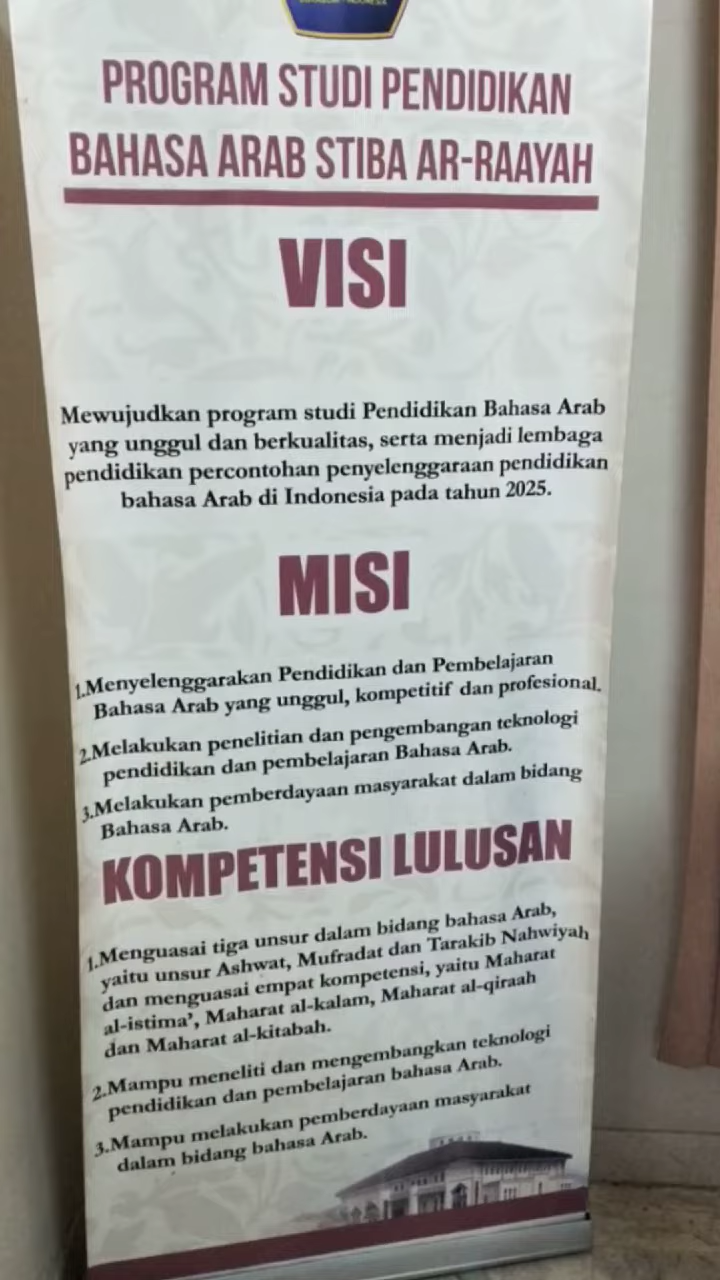 PROGRAM STUDI PENDIDIKAN
BAHASA ARAB STIBA AR-RAAYAH
VISI
Mewujudkan program studi Pendidikan Bahasa Arab
yang unggul dan berkualitas, serta menjadi lembaga
pendidikan percontohan penyelenggaraan pendidikan
bahasa Arab di Indonesia pada tahun 2025.
MISI
1.Menyelenggarakan Pendidikan dan Pembelajaran
Bahasa Arab yang unggul, kompetitif dan profesional.
2.Melakukan penelitian dan pengembangan teknologi
pendidikan dan pembelajaran Bahasa Arab.
3.Melakukan pemberdayaan masyarakat dalam bidang
Bahasa Arab.
KOMPETENSI LULUSAN
1.Menguasai tiga unsur dalam bidang bahasa Arab,
yaitu unsur Ashwat, Mufradat dan Tarakib Nahwiyah
dan menguasai empat kompetensi, yaitu Maharat
al-istima’, Maharat al-kalam, Maharat al-qiraah
dan Maharat al-kitabah.
2.Mampu meneliti dan mengembangkan teknologi
pendidikan dan pembelajaran bahasa Arab.
3.Mampu melakukan pemberdayaan masyarakat
dalam bidang bahasa Arab.